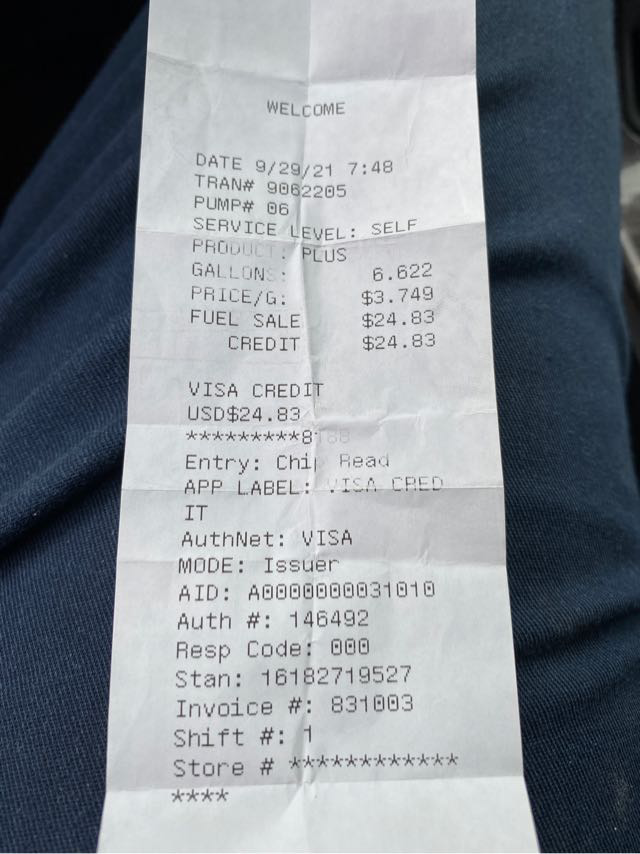 WELCOME
DATE 9/29/21 7:48
TRAN# 9062205
PUMP# 06
SERVICE LEVEL: SELF
PRODUCT: PLUS
GALLONS: 6.622
PRICE/G: $3.749
FUEL SALE $24.83
CREDIT $24.83
VISA CREDIT
USD$24.83
Entry: Chip Read
APP LABEL: VISA CRED
IT
AuthNet: VISA
MODE: Issuer
AID: A0000000031010
Auth #: 146492
Resp Code: 000
Stan: 16182719527
Invoice #: 831003
Shift #: 1
Store # ************
****